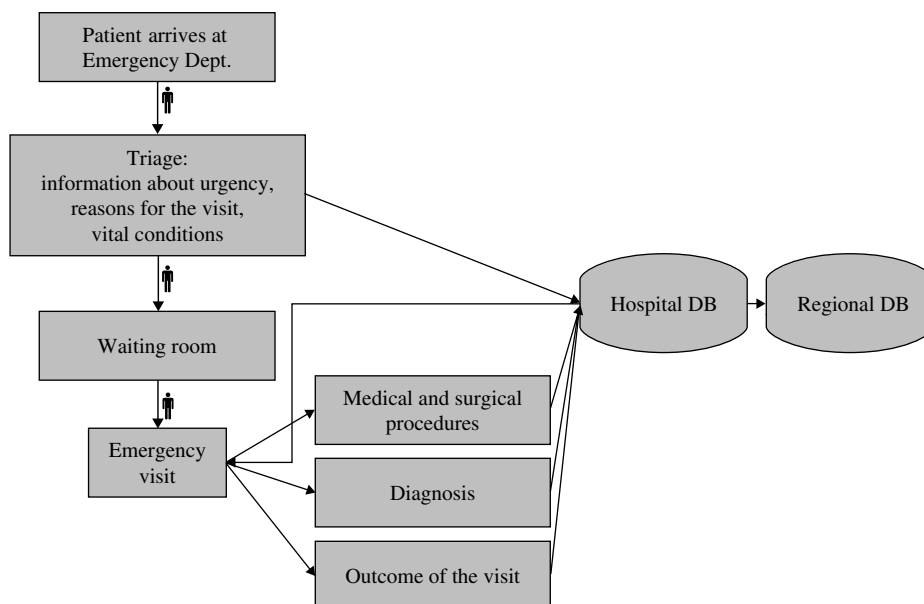 Patient arrives at
Emergency Dept.
Triage:
information about urgency,
reasons for the visit,
vital conditions
Hospital DB
Regional DB
Waiting room
Medical and surgical
procedures
Emergency
visit
Diagnosis
Outcome of the visit